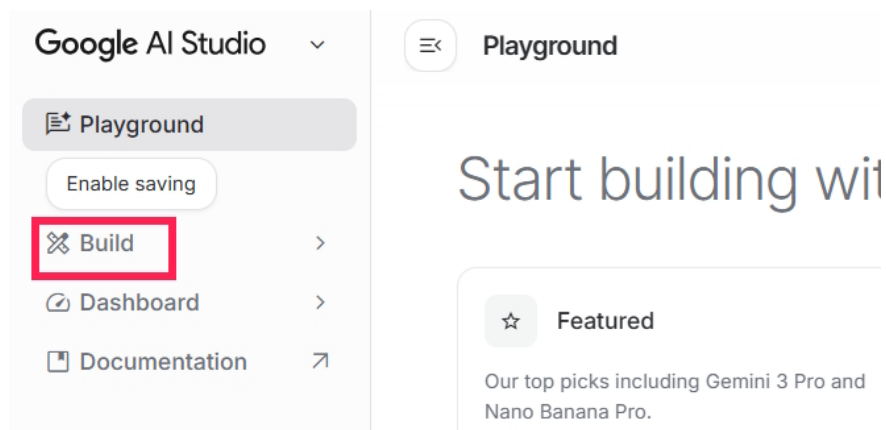 Google AI Studio
Playground
Enable saving
Build
Dashboard
Documentation
Playground
Start building wit
Featured
Our top picks including Gemini 3 Pro and
Nano Banana Pro.